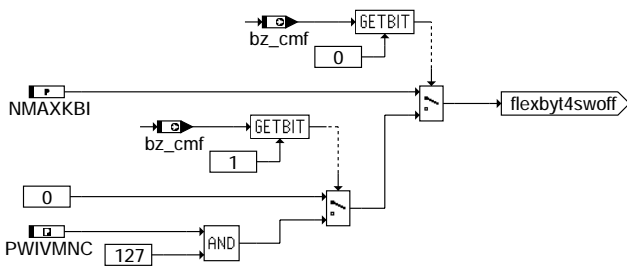 GETBIT
bz_cmf
0
P
NMAXKBI
flexbyt4swoff
GETBIT
bz_cmf
1
0
P
PWIVMNC
AND
127